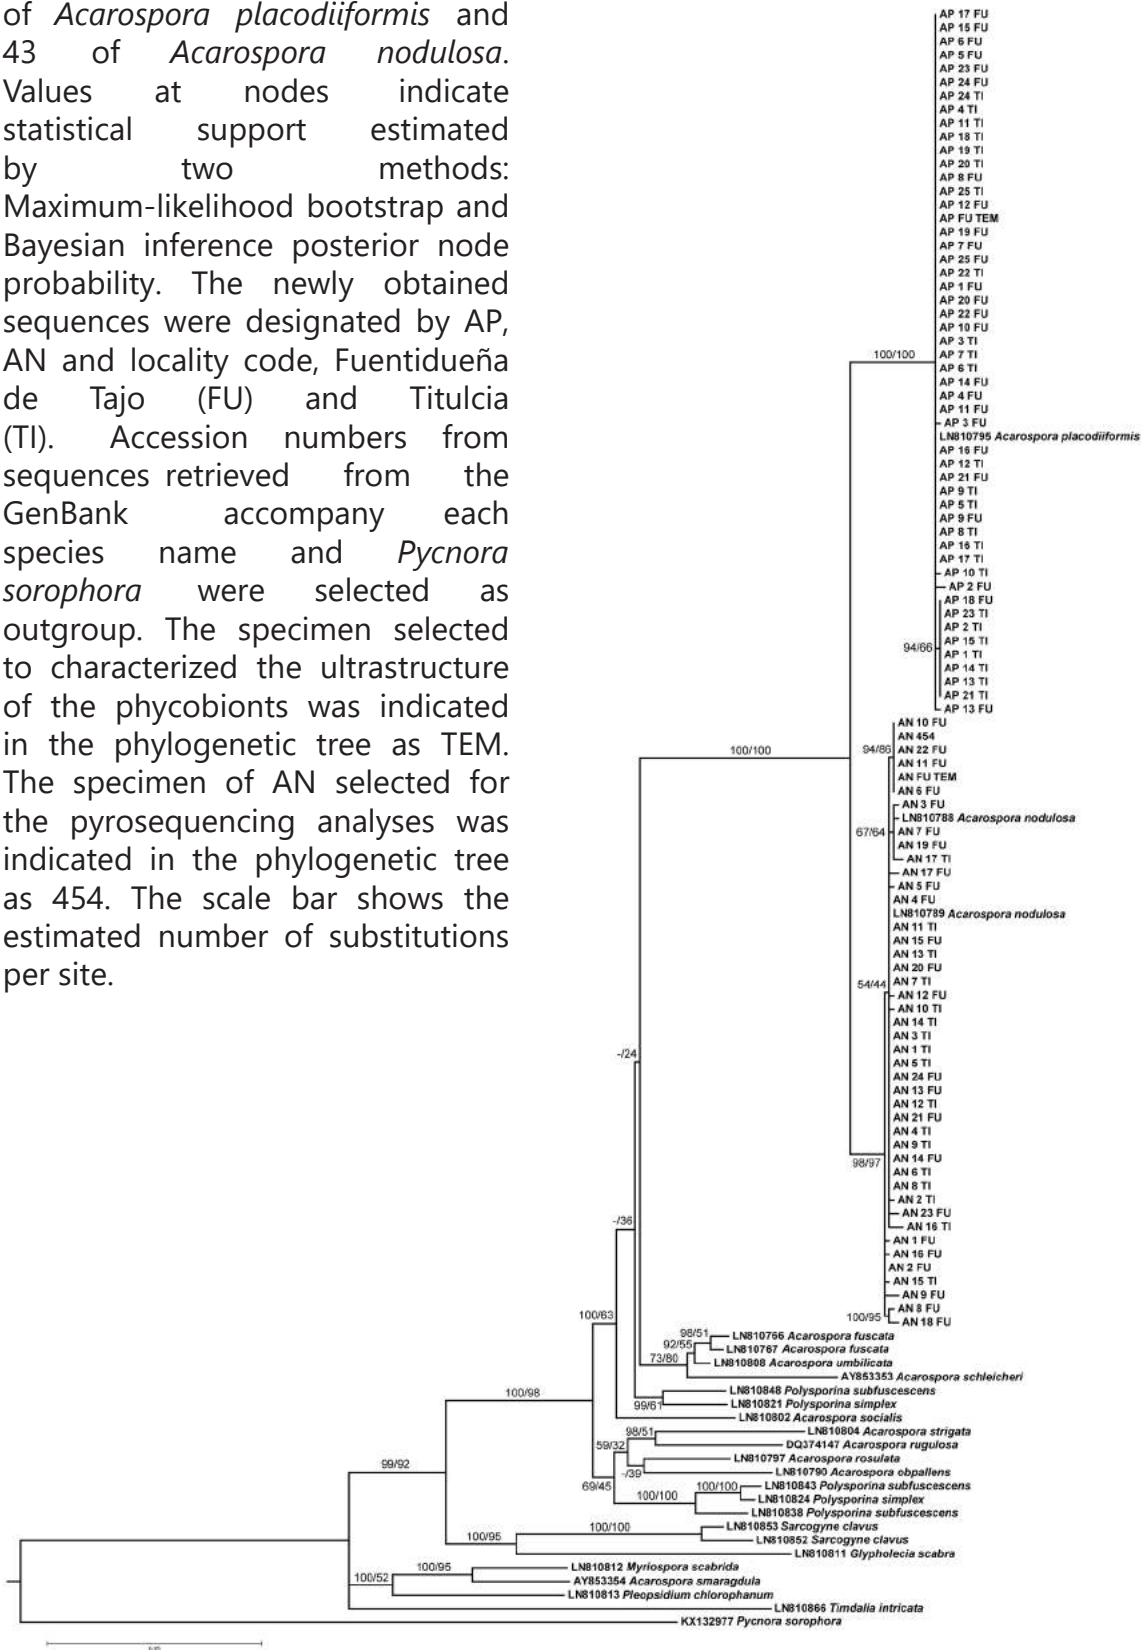 of Acarospora placodiiformis and
43 of Acarospora nodulosa.
Values at nodes indicate
statistical support estimated
by two methods:
Maximum-likelihood bootstrap and
Bayesian inference posterior node
probability. The newly obtained
sequences were designated by AP,
AN and locality code, Fuentidueña
de Tajo (FU) and Titulcia
(TI). Accession numbers from
sequences retrieved from the
GenBank accompany each
species name and Pycnora
sorophora were selected as
outgroup. The specimen selected
to characterized the ultrastructure
of the phycobionts was indicated
in the phylogenetic tree as TEM.
The specimen of AN selected for
the pyrosequencing analyses was
indicated in the phylogenetic tree
as 454. The scale bar shows the
estimated number of substitutions
per site.
AP 17 FU
AP 15 FU
AP 6 FU
AP 5 FU
AP 23 FU
AP 24 FU
AP 24 TI
AP 4 TI
AP 11 TI
AP 18 TI
AP 19 TI
AP 20 TI
AP 8 FU
AP 25 TI
AP 12 FU
AP FU TEM
AP 19 FU
AP 7 FU
AP 25 FU
AP 22 TI
AP 1 FU
AP 20 FU
AP 22 FU
AP 10 FU
AP 3 TI
100/100
AP 7 TI
AP 6 TI
AP 14 FU
AP 4 FU
AP 11 FU
AP 3 FU
LN810795 Acarospora placodiiformis
AP 16 FU
AP 12 TI
AP 21 FU
AP 9 TI
AP 5 TI
AP 9 FU
AP 8 TI
AP 16 TI
AP 17 TI
AP 10 TI
AP 2 FU
AP 18 FU
AP 23 TI
AP 2 TI
AP 15 TI
94/66
AP 1 TI
AP 14 TI
AP 13 TI
AP 21 TI
AP 13 FU
AN 10 FU
AN 454
94/86
AN 22 FU
100/100
AN 11 FU
AN FU TEM
AN 6 FU
AN 3 FU
LN810788 Acarospora nodulosa
67/64
AN 7 FU
AN 19 FU
AN 17 TI
AN 17 FU
AN 5 FU
AN 4 FU
LN810789 Acarospora nodulosa
AN 11 TI
AN 15 FU
AN 13 TI
AN 20 FU
54/44
AN 7 TI
AN 12 FU
AN 10 TI
AN 14 TI
AN 3 TI
AN 1 TI
-/24
AN 5 TI
AN 24 FU
AN 13 FU
AN 12 TI
AN 21 FU
AN 4 TI
AN 9 TI
98/97
AN 14 FU
AN 6 TI
AN 8 TI
AN 2 TI
AN 23 FU
-/36
AN 16 TI
AN 1 FU
AN 16 FU
AN 2 FU
AN 15 TI
AN 9 FU
AN 8 FU
100/95
AN 18 FU
100/63
98/51
LN810766 Acarospora fuscata
92/55
LN810767 Acarospora fuscata
73/80
LN810808 Acarospora umbilicata
AY853353 Acarospora schleicheri
LN810848 Polysporina subfuscescens
100/98
99/61
LN810821 Polysporina simplex
LN810802 Acarospora socialis
98/51
LN810804 Acarospora strigata
59/32
DQ374147 Acarospora rugulosa
LN810797 Acarospora rosulata
99/92
-/39
LN810790 Acarospora obpallens
69/45
100/100
LN810843 Polysporina subfuscescens
100/100
LN810824 Polysporina simplex
LN810838 Polysporina subfuscescens
100/100
LN810853 Sarcogyne clavus
100/95
LN810852 Sarcogyne clavus
LN810811 Glypholecia scabra
100/95
LN810812 Myriospora scabrida
100/52
AY853354 Acarospora smaragdula
LN810813 Pleopsidium chlorophanum
LN810866 Timdalia intricata
KX132977 Pycnora sorophora